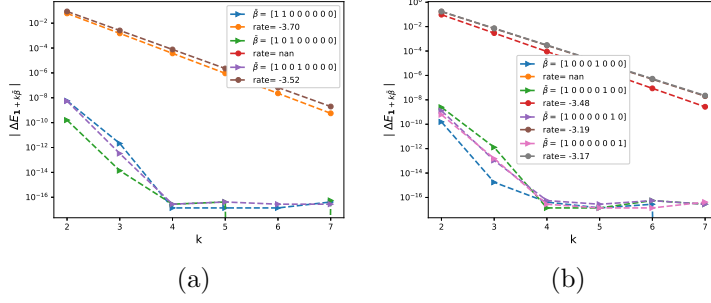 10⁻²
10⁻⁴
10⁻⁶
10⁻⁸
10⁻¹⁰
10⁻¹²
10⁻¹⁴
10⁻¹⁶
| ΔE₁₊ₖβ̂ |
β̂ = [1 1 0 0 0 0 0 0]
rate= -3.70
β̂ = [1 0 1 0 0 0 0 0]
rate= nan
β̂ = [1 0 0 1 0 0 0 0]
rate= -3.52
2 3 4 5 6 7
k
(a)
10⁰
10⁻²
10⁻⁴
10⁻⁶
10⁻⁸
10⁻¹⁰
10⁻¹²
10⁻¹⁴
10⁻¹⁶
| ΔE₁₊ₖβ̂ |
β̂ = [1 0 0 0 0 1 0 0 0]
rate= nan
β̂ = [1 0 0 0 0 0 1 0 0]
rate= -3.48
β̂ = [1 0 0 0 0 0 0 1 0]
rate= -3.19
β̂ = [1 0 0 0 0 0 0 0 1]
rate= -3.17
2 3 4 5 6 7
k
(b)